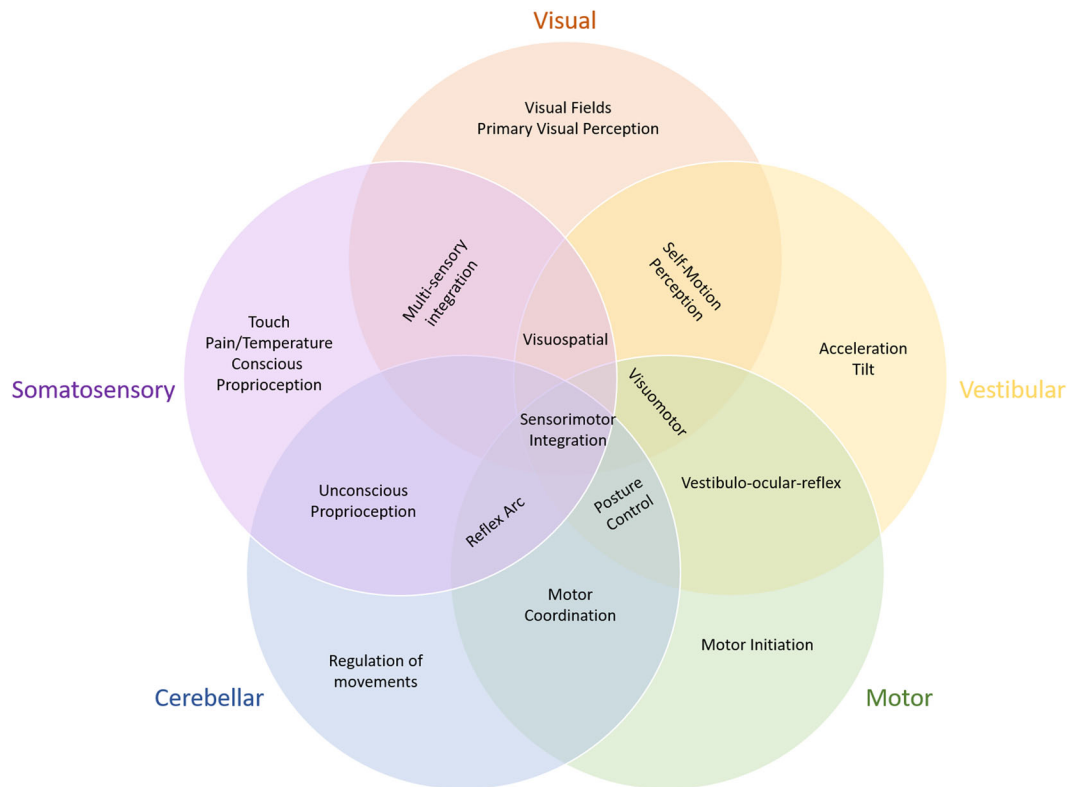 Visual
Visual Fields
Primary Visual Perception
Multi-sensory
integration
Self-Motion
Perception
Touch
Pain/Temperature
Conscious
Proprioception
Visuospatial
Acceleration
Tilt
Somatosensory
Vestibular
Visuomotor
Sensorimotor
Integration
Unconscious
Proprioception
Reflex Arc
Posture
Control
Vestibulo-ocular-reflex
Motor
Coordination
Regulation of
movements
Motor Initiation
Cerebellar
Motor